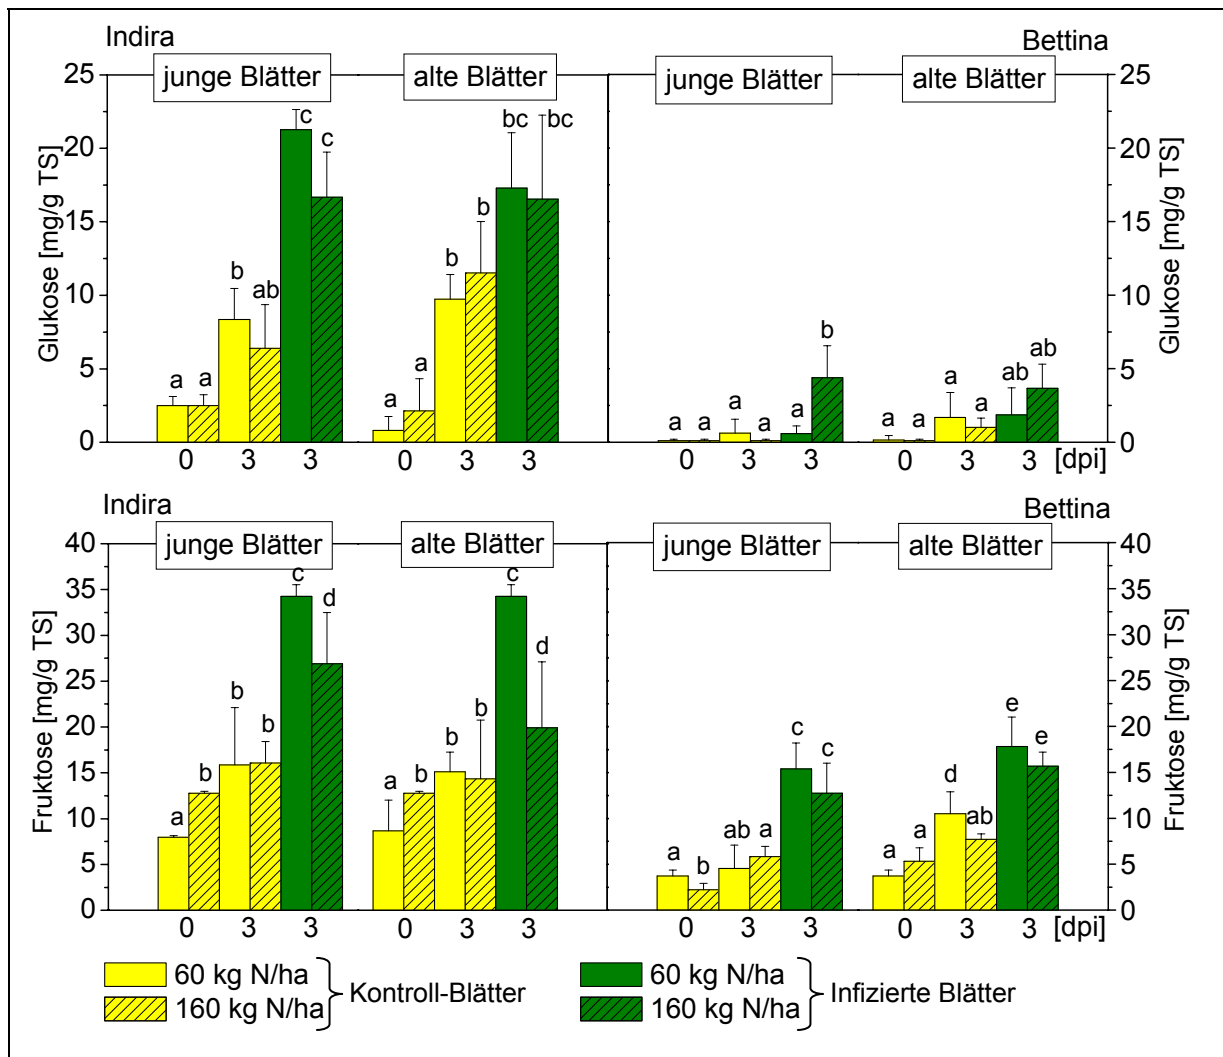 Indira
Bettina
junge Blätter
alte Blätter
junge Blätter
alte Blätter
Glukose [mg/g TS]
25
20
15
10
5
0
a a b ab c c
a a b b bc bc
a a a a a b
a a a a ab ab
25
20
15
10
5
0
Glukose [mg/g TS]
0 3 3 0 3 3 0 3 3 0 3 3 [dpi]
Indira
Bettina
junge Blätter
alte Blätter
junge Blätter
alte Blätter
Fruktose [mg/g TS]
40
35
30
25
20
15
10
5
0
a b b b c d
a b b b c d
a b ab a c c
a a d ab e e
40
35
30
25
20
15
10
5
0
Fruktose [mg/g TS]
0 3 3 0 3 3 0 3 3 0 3 3 [dpi]
60 kg N/ha
160 kg N/ha
Kontroll-Blätter
60 kg N/ha
160 kg N/ha
Infizierte Blätter